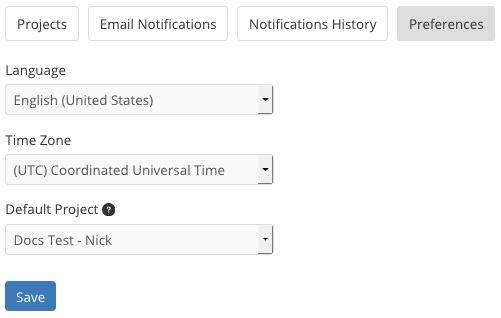 Projects
Email Notifications
Notifications History
Preferences
Language
English (United States)
Time Zone
(UTC) Coordinated Universal Time
Default Project ?
Docs Test - Nick
Save